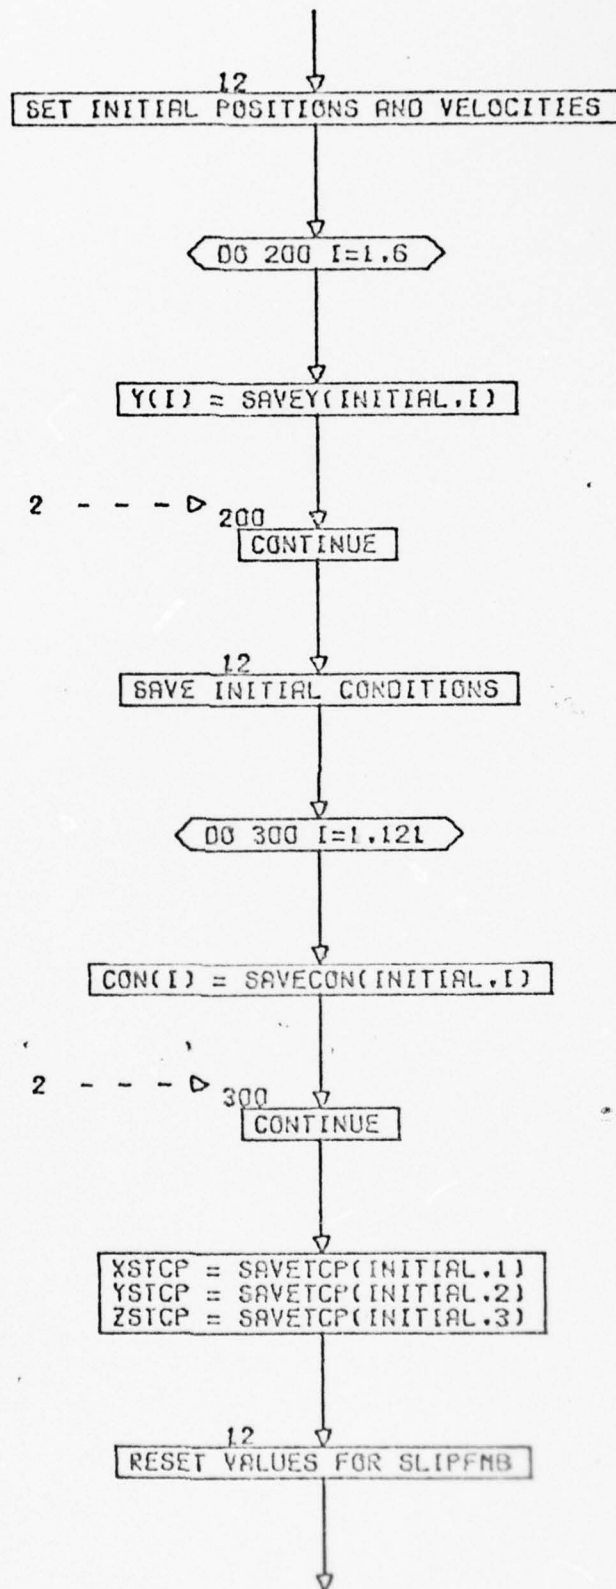 12
SET INITIAL POSITIONS AND VELOCITIES
DO 200 I=1,6
Y(I) = SAVEY(INITIAL,I)
2
200
CONTINUE
12
SAVE INITIAL CONDITIONS
DO 300 I=1,121
CON(I) = SAVECON(INITIAL,I)
2
300
CONTINUE
XSTCP = SAVETCP(INITIAL,1)
YSTCP = SAVETCP(INITIAL,2)
ZSTCP = SAVETCP(INITIAL,3)
12
RESET VALUES FOR SLIPFMB